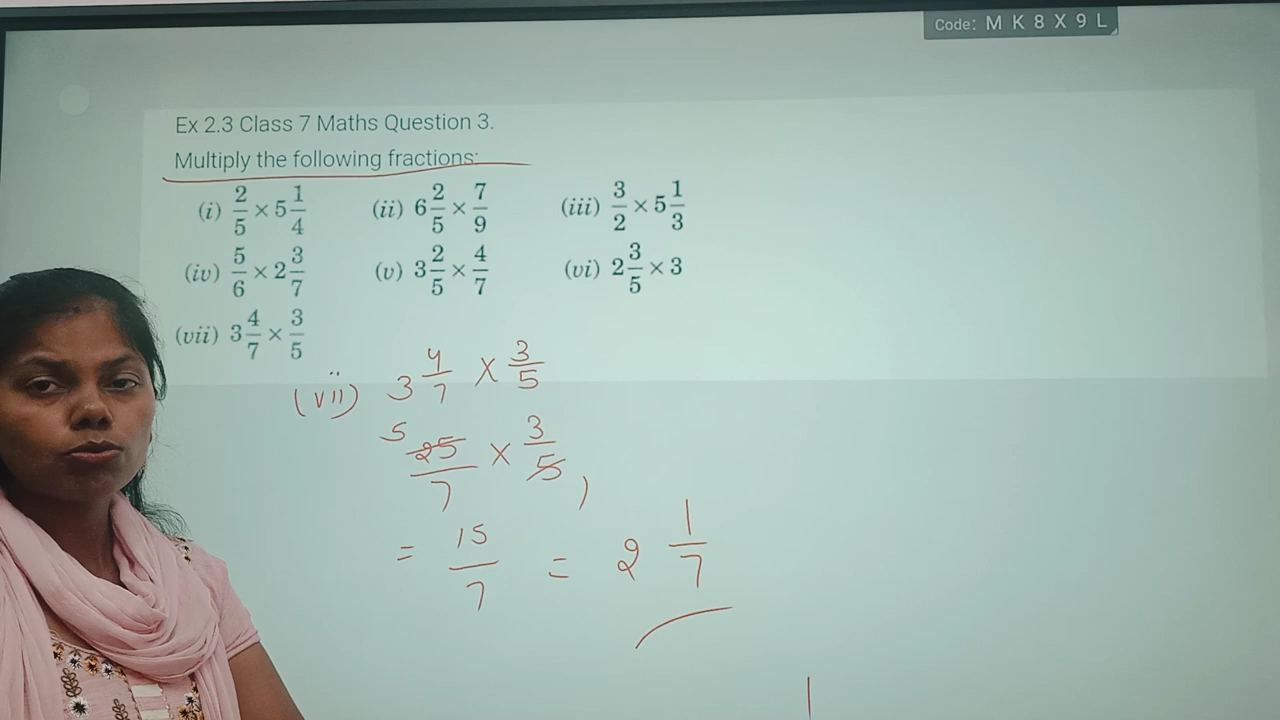 Code: M K 8 X 9 L
Ex 2.3 Class 7 Maths Question 3.
Multiply the following fractions:
(i) 2/5 × 5 1/4 (ii) 6 2/5 × 7/9 (iii) 3/2 × 5 1/3
(iv) 5/6 × 2 3/7 (v) 3 2/5 × 4/7 (vi) 2 3/5 × 3
(vii) 3 4/7 × 3/5
(vii) 3 4/7 × 3/5
5 25/7 × 3/5 1
= 15/7 = 2 1/7